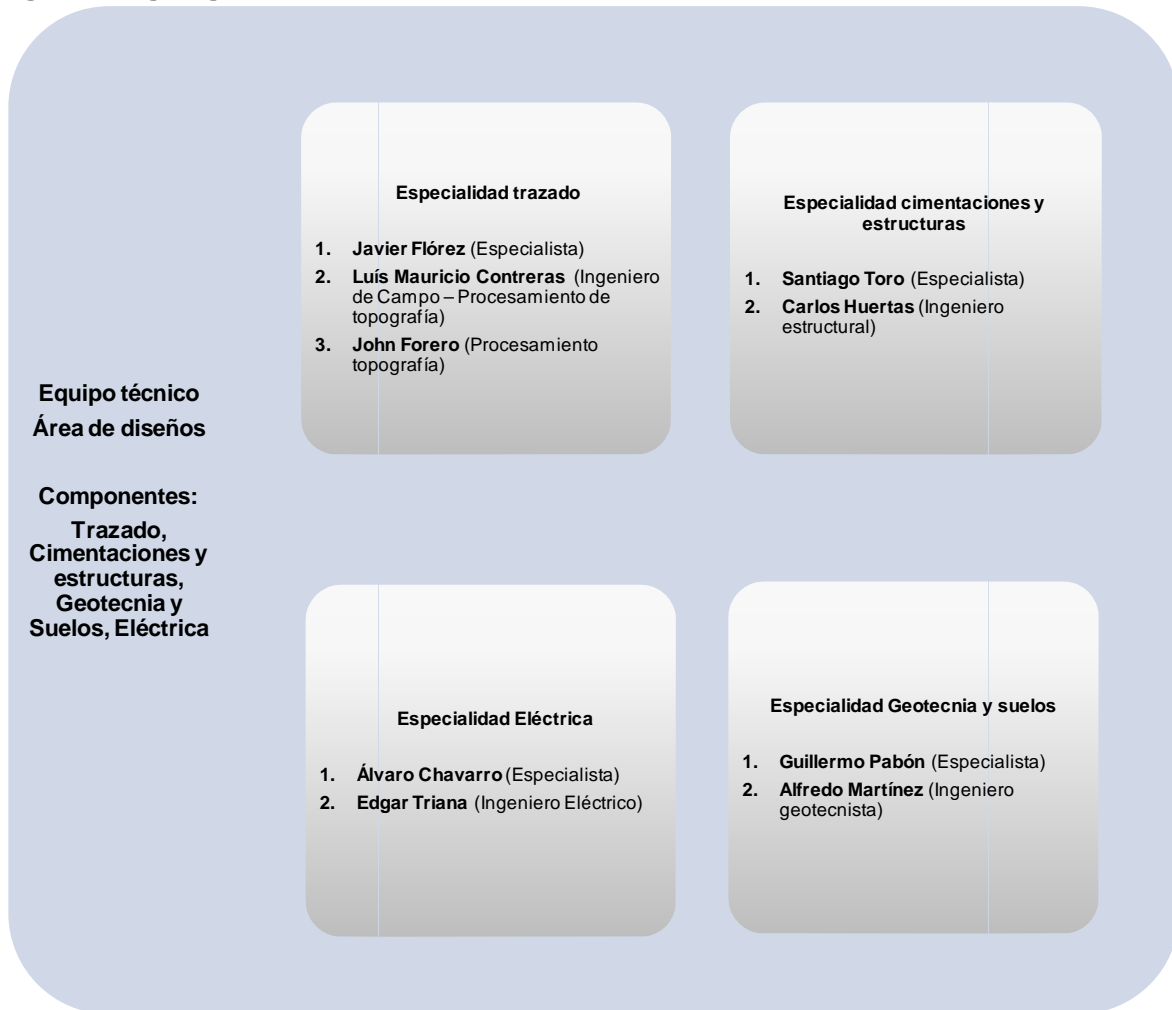 Equipo técnico
Área de diseños
Componentes:
Trazado,
Cimentaciones y
estructuras,
Geotecnia y
Suelos, Eléctrica
Especialidad trazado
1. Javier Flórez (Especialista)
2. Luís Mauricio Contreras (Ingeniero
de Campo – Procesamiento de
topografía)
3. John Forero (Procesamiento
topografía)
Especialidad cimentaciones y
estructuras
1. Santiago Toro (Especialista)
2. Carlos Huertas (Ingeniero
estructural)
Especialidad Eléctrica
1. Álvaro Chavarro (Especialista)
2. Edgar Triana (Ingeniero Eléctrico)
Especialidad Geotecnia y suelos
1. Guillermo Pabón (Especialista)
2. Alfredo Martínez (Ingeniero
geotecnista)